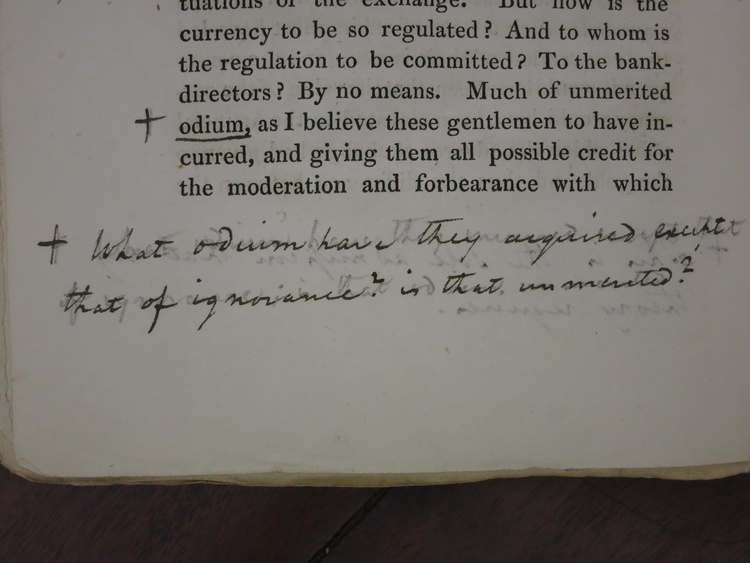 tuations of the exchange. But how is the
currency to be so regulated? And to whom is
the regulation to be committed? To the bank-
directors? By no means. Much of unmerited
+ odium, as I believe these gentlemen to have in-
curred, and giving them all possible credit for
the moderation and forbearance with which
+ What odium have they acquired except
that of ignorance? is that unmerited?